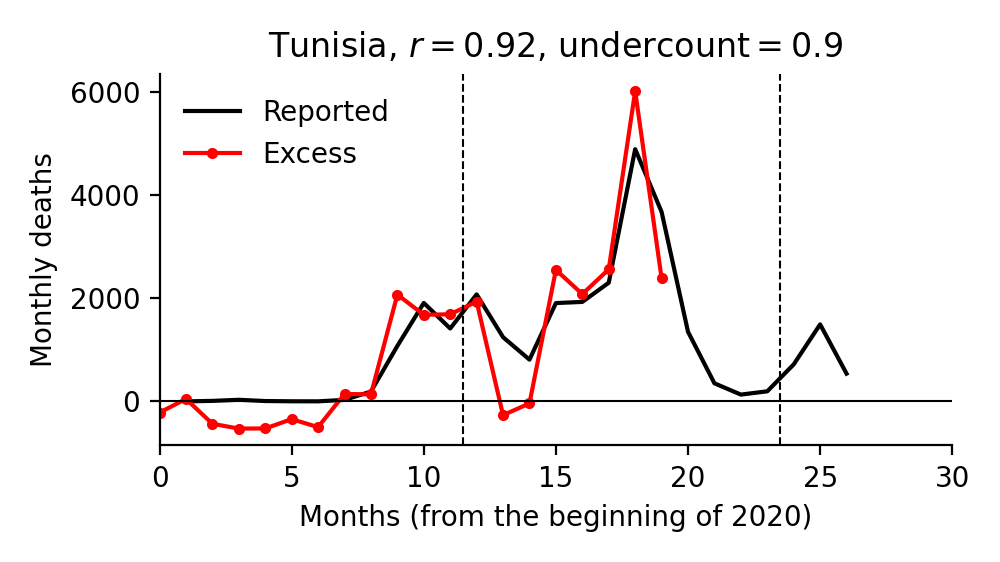 Tunisia, r = 0.92, undercount = 0.9
Reported
Excess
Monthly deaths
6000
4000
2000
0
0 5 10 15 20 25 30
Months (from the beginning of 2020)